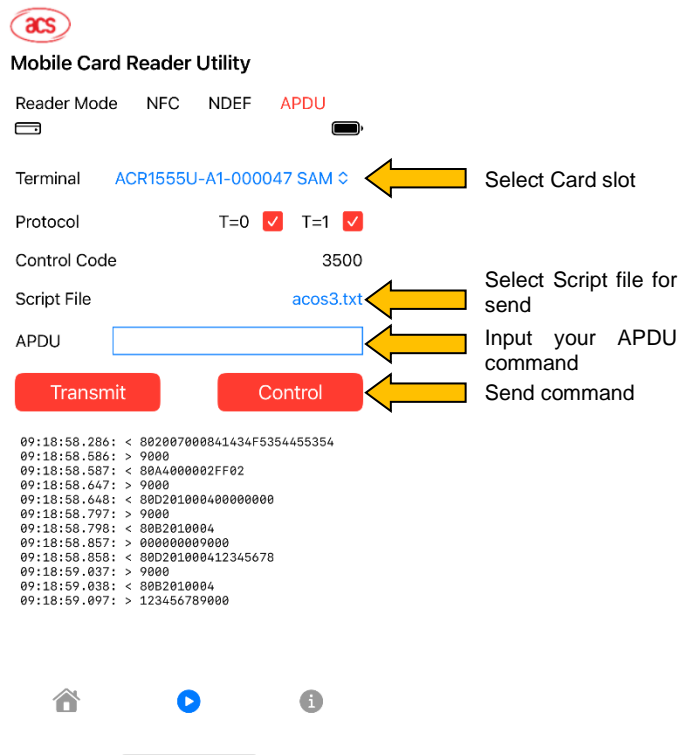 acs
Mobile Card Reader Utility
Reader Mode NFC NDEF APDU
Terminal ACR1555U-A1-000047 SAM
Select Card slot
Protocol T=0 T=1
Control Code 3500
Script File acos3.txt
Select Script file for
send
APDU
Input your APDU
command
Transmit Control
Send command
09:18:58.286: < 802007000841434F5354455354
09:18:58.586: > 9000
09:18:58.587: < 80A4000002FF02
09:18:58.647: > 9000
09:18:58.648: < 80D201000400000000
09:18:58.797: > 9000
09:18:58.798: < 80B2010004
09:18:58.857: > 000000009000
09:18:58.858: < 80D201000412345678
09:18:59.037: > 9000
09:18:59.038: < 80B2010004
09:18:59.097: > 123456789000